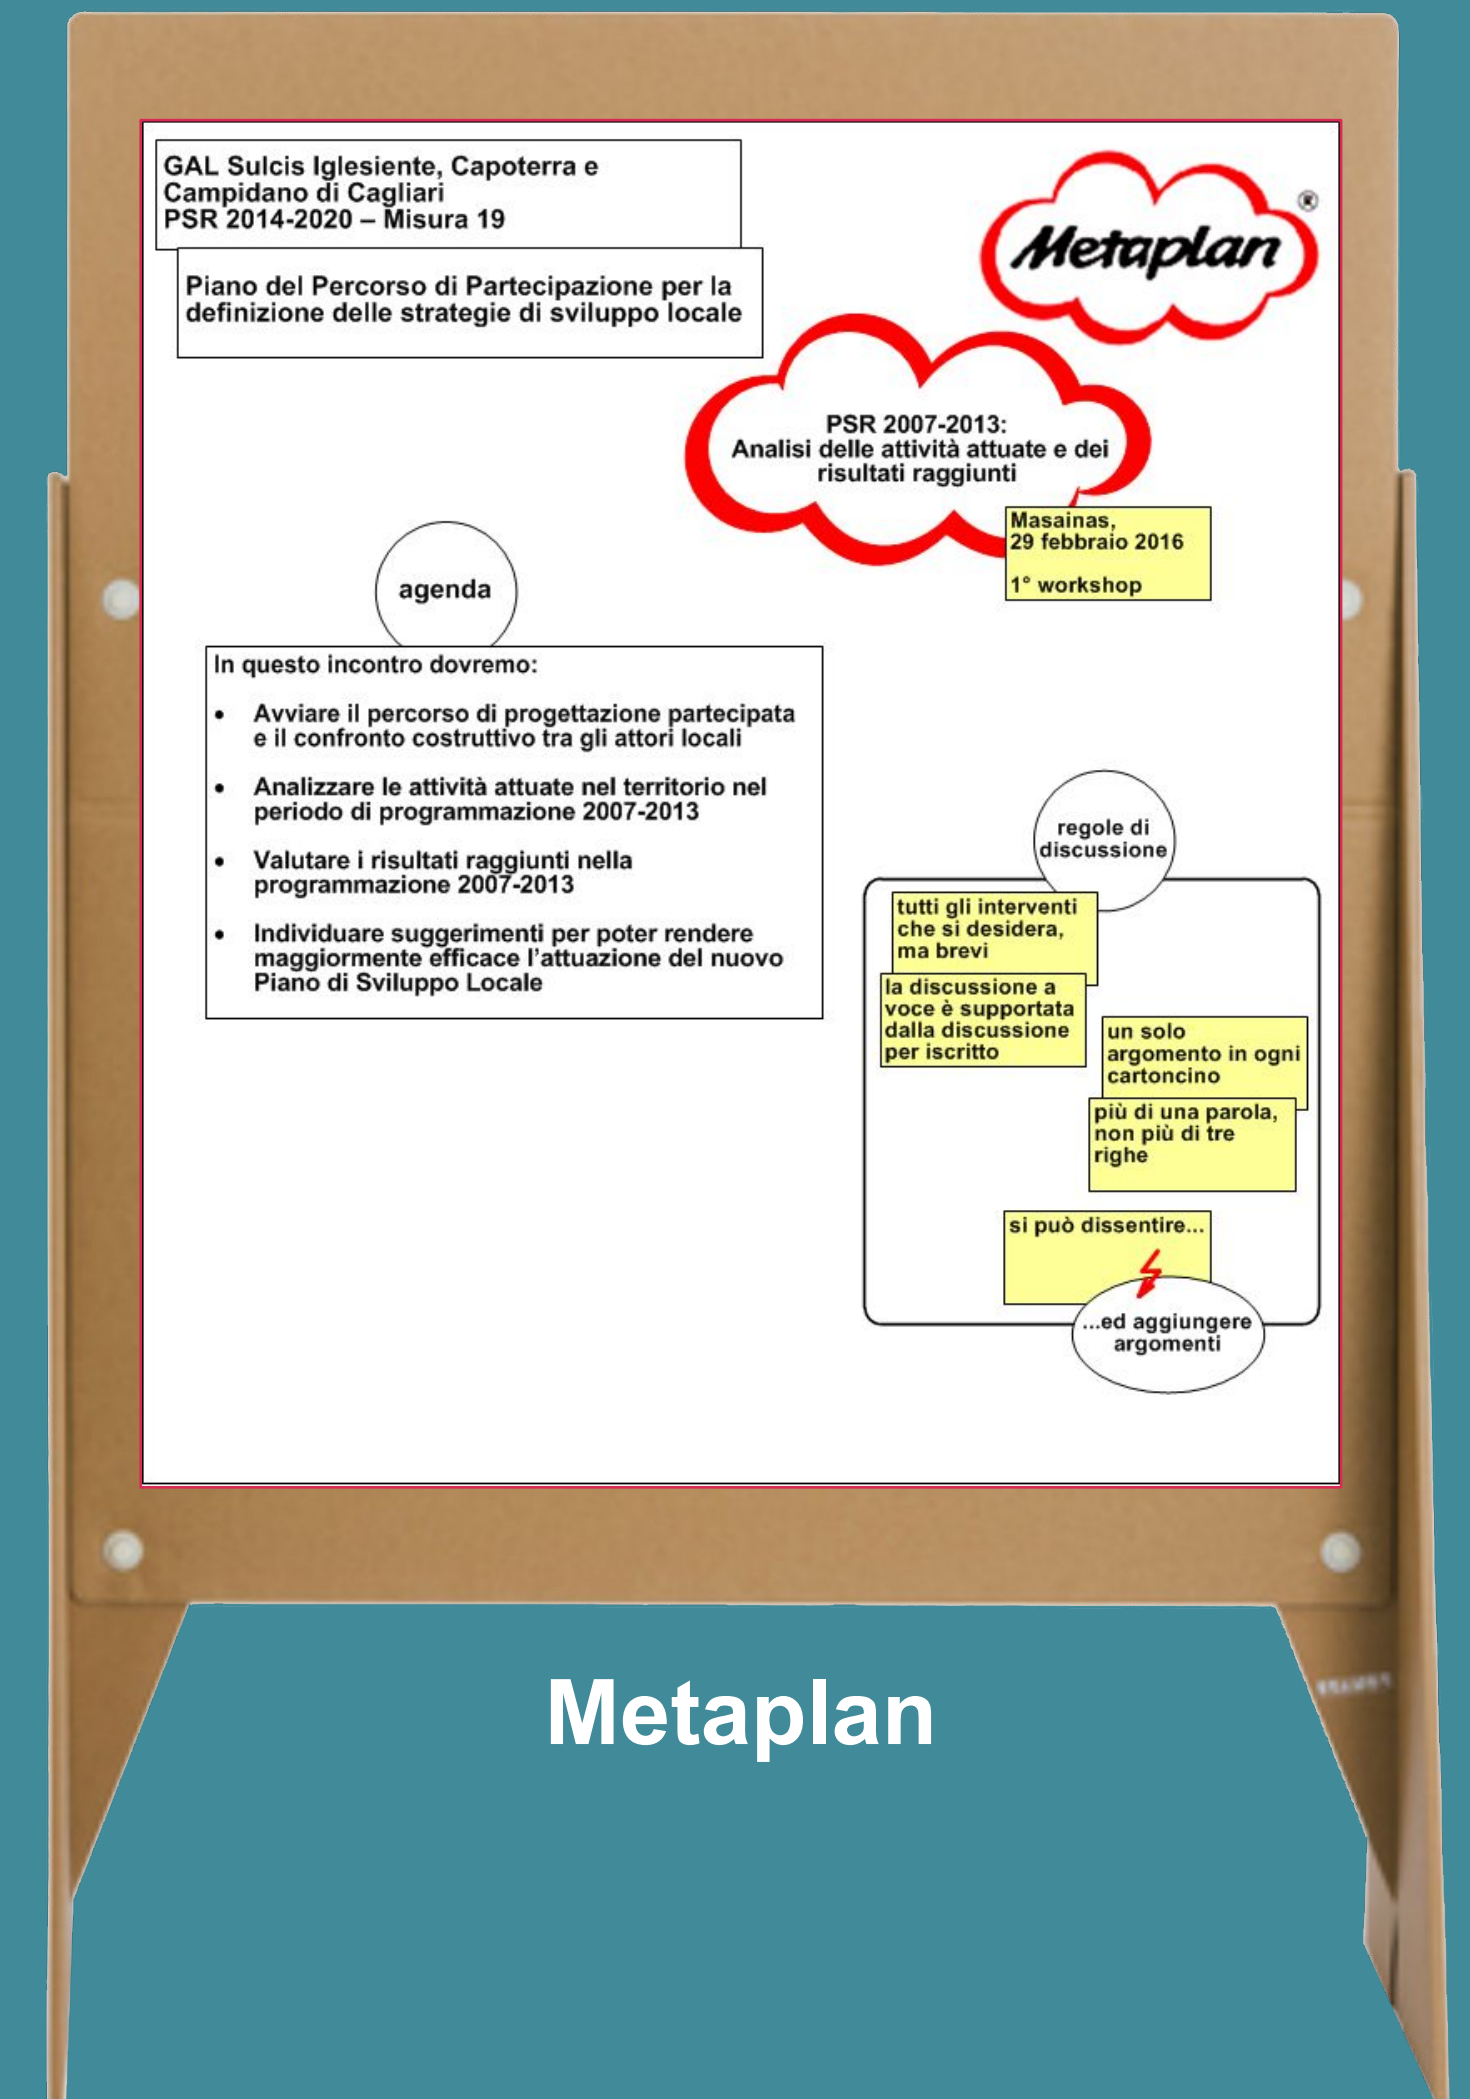 GAL Sulcis Iglesiente, Capoterra e
Campidano di Cagliari
PSR 2014-2020 – Misura 19
Piano del Percorso di Partecipazione per la
definizione delle strategie di sviluppo locale
Metaplan
®
PSR 2007-2013:
Analisi delle attività attuate e dei
risultati raggiunti
Masainas,
29 febbraio 2016
1° workshop
agenda
In questo incontro dovremo:
• Avviare il percorso di progettazione partecipata
e il confronto costruttivo tra gli attori locali
• Analizzare le attività attuate nel territorio nel
periodo di programmazione 2007-2013
• Valutare i risultati raggiunti nella
programmazione 2007-2013
• Individuare suggerimenti per poter rendere
maggiormente efficace l'attuazione del nuovo
Piano di Sviluppo Locale
regole di
discussione
tutti gli interventi
che si desidera,
ma brevi
la discussione a
voce è supportata
dalla discussione
per iscritto
un solo
argomento in ogni
cartoncino
più di una parola,
non più di tre
righe
si può dissentire...
...ed aggiungere
argomenti
Metaplan